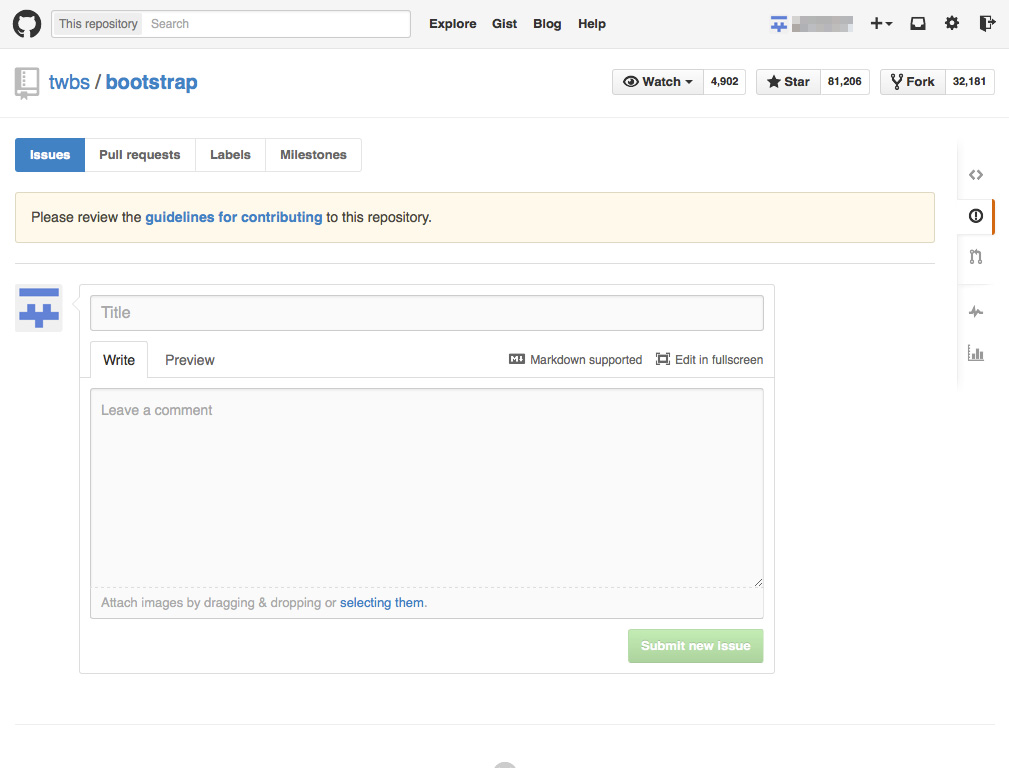 This repository Search Explore Gist Blog Help
twbs / bootstrap Watch 4,902 Star 81,206 Fork 32,181
Issues Pull requests Labels Milestones
Please review the guidelines for contributing to this repository.
Title
Write Preview Markdown supported Edit in fullscreen
Leave a comment
Attach images by dragging & dropping or selecting them.
Submit new issue